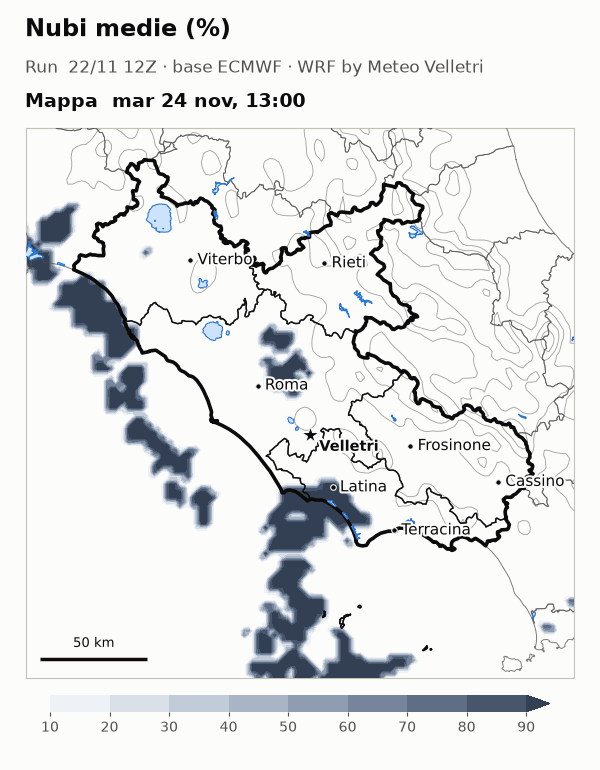 Nubi medie (%)
Run  22/11 12Z · base ECMWF · WRF by Meteo Velletri
Mappa  mar 24 nov, 13:00
Viterbo
Rieti
Roma
Velletri
Frosinone
Latina
Cassino
Terracina
50 km
10 20 30 40 50 60 70 80 90